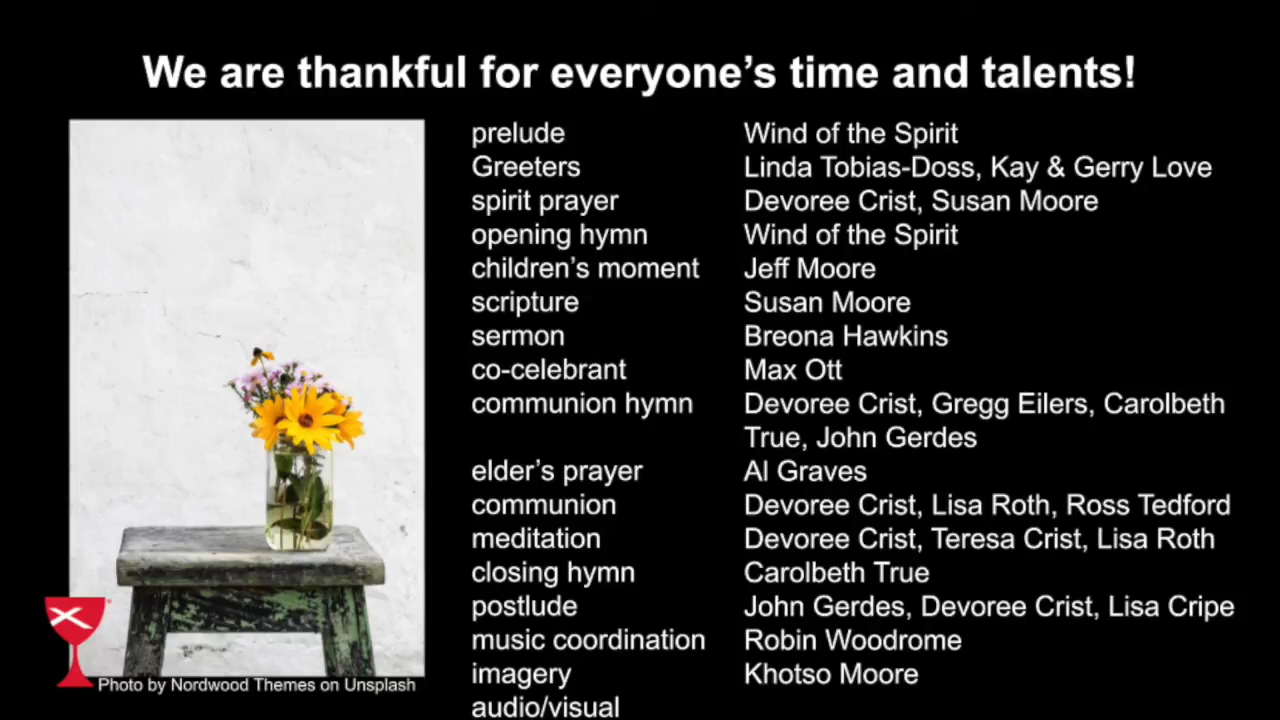 We are thankful for everyone's time and talents!
prelude Wind of the Spirit
Greeters Linda Tobias-Doss, Kay & Gerry Love
spirit prayer Devoree Crist, Susan Moore
opening hymn Wind of the Spirit
children's moment Jeff Moore
scripture Susan Moore
sermon Breona Hawkins
co-celebrant Max Ott
communion hymn Devoree Crist, Gregg Eilers, Carolbeth
True, John Gerdes
elder's prayer Al Graves
communion Devoree Crist, Lisa Roth, Ross Tedford
meditation Devoree Crist, Teresa Crist, Lisa Roth
closing hymn Carolbeth True
postlude John Gerdes, Devoree Crist, Lisa Cripe
music coordination Robin Woodrome
imagery Khotso Moore
audio/visual
Photo by Nordwood Themes on Unsplash